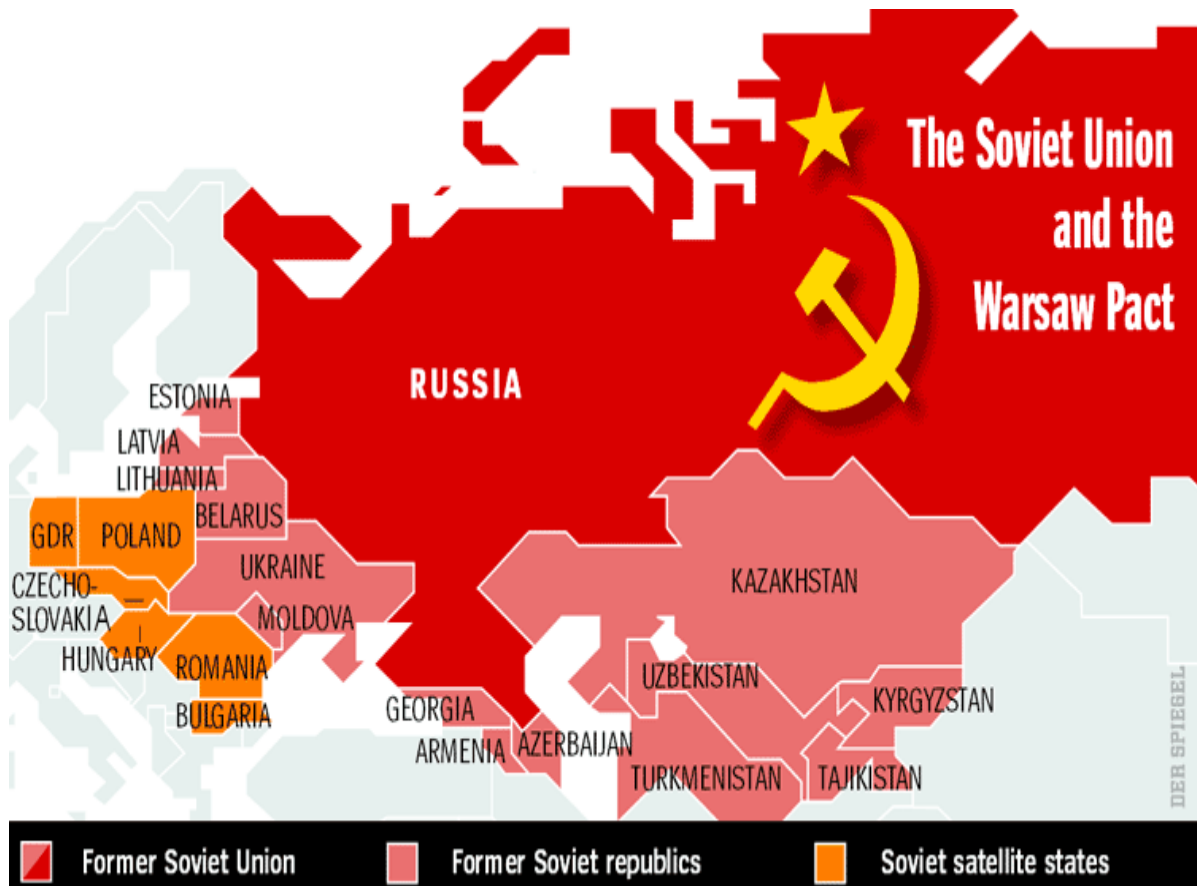 The Soviet Union
and the
Warsaw Pact
RUSSIA
ESTONIA
LATVIA
LITHUANIA
BELARUS
GDR
POLAND
UKRAINE
CZECHO-
SLOVAKIA
MOLDOVA
HUNGARY
ROMANIA
BULGARIA
KAZAKHSTAN
UZBEKISTAN
KYRGYZSTAN
GEORGIA
ARMENIA
AZERBAIJAN
TURKMENISTAN
TAJIKISTAN
DER SPIEGEL
Former Soviet Union
Former Soviet republics
Soviet satellite states